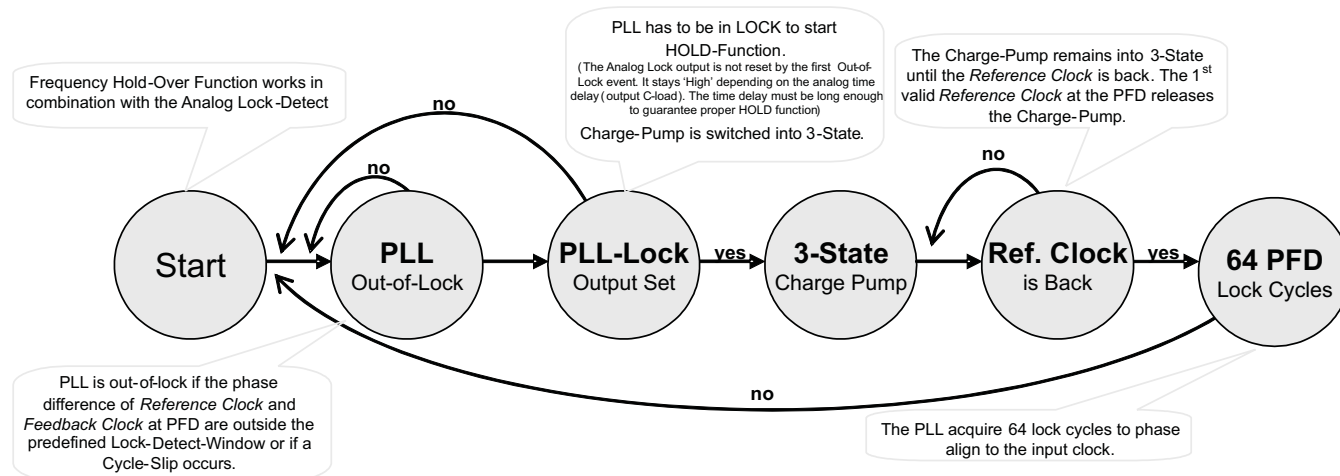 PLL has to be in LOCK to start
HOLD-Function.
(The Analog Lock output is not reset by the first Out-of-
Lock event. It stays ‘High’ depending on the analog time
delay (output C-load). The time delay must be long enough
to guarantee proper HOLD function)
Charge-Pump is switched into 3-State.
The Charge-Pump remains into 3-State
until the Reference Clock is back. The 1st
valid Reference Clock at the PFD releases
the Charge-Pump.
Frequency Hold-Over Function works in
combination with the Analog Lock-Detect
no
no
no
Start
PLL
Out-of-Lock
PLL-Lock
Output Set
yes
3-State
Charge Pump
Ref. Clock
is Back
yes
64 PFD
Lock Cycles
no
PLL is out-of-lock if the phase
difference of Reference Clock and
Feedback Clock at PFD are outside the
predefined Lock-Detect-Window or if a
Cycle-Slip occurs.
The PLL acquire 64 lock cycles to phase
align to the input clock.